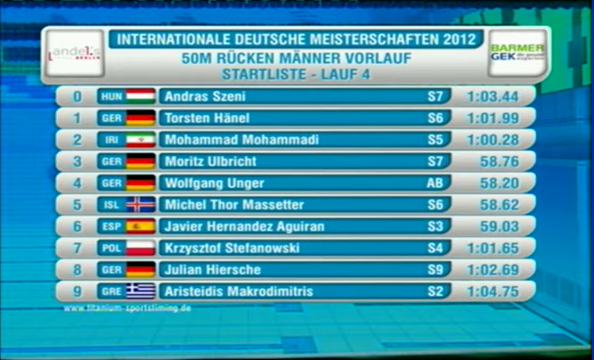 andel's
BERLIN
INTERNATIONALE DEUTSCHE MEISTERSCHAFTEN 2012
50M RÜCKEN MÄNNER VORLAUF
STARTLISTE - LAUF 4
BARMER
GEK
0 HUN Andras Szeni S7 1:03.44
1 GER Torsten Hänel S6 1:01.99
2 IRI Mohammad Mohammadi S5 1:00.28
3 GER Moritz Ulbricht S7 58.76
4 GER Wolfgang Unger AB 58.20
5 ISL Michel Thor Massetter S6 58.62
6 ESP Javier Hernandez Aguiran S3 59.03
7 POL Krzysztof Stefanowski S4 1:01.65
8 GER Julian Hiersche S9 1:02.69
9 GRE Aristeidis Makrodimitris S2 1:04.75
www.titanium-sportstiming.de